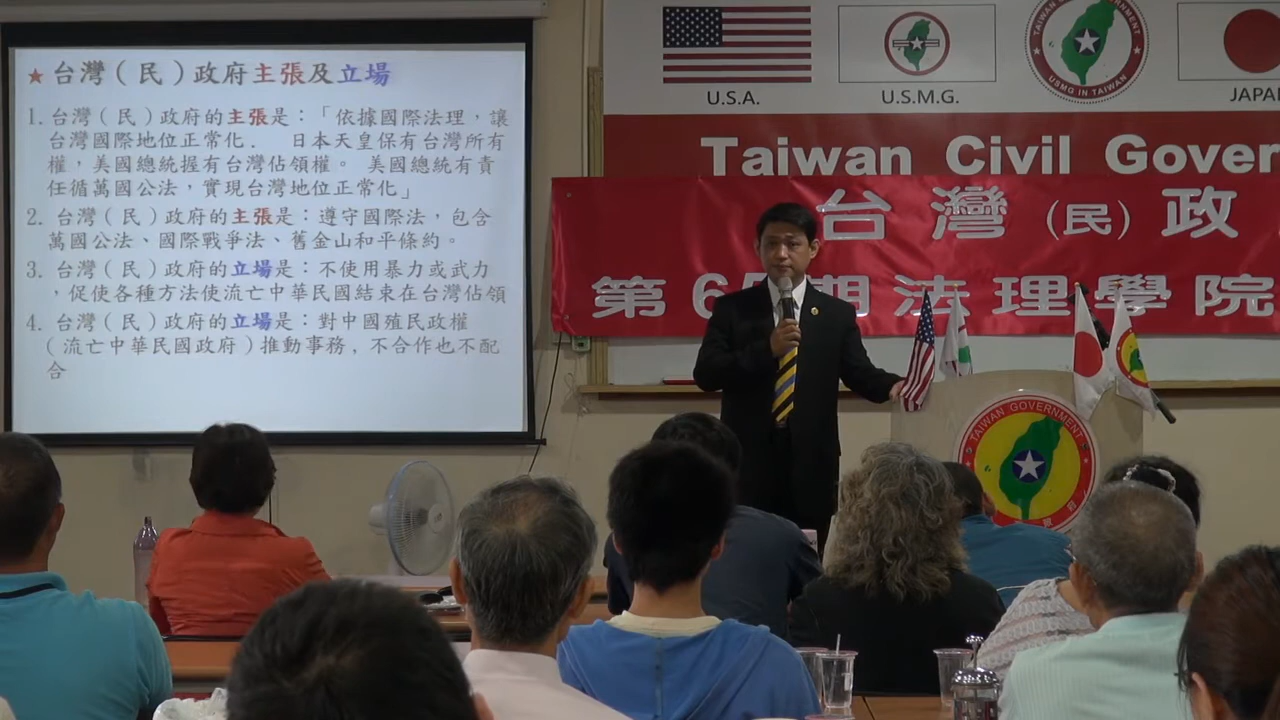 ★ 台灣(民)政府主張及立場
1. 台灣(民)政府的主張是：「依據國際法理，讓
台灣國際地位正常化． 日本天皇保有台灣所有
權，美國總統握有台灣佔領權。 美國總統有責
任循萬國公法，實現台灣地位正常化」
2. 台灣(民)政府的主張是：遵守國際法，包含
萬國公法、國際戰爭法、舊金山和平條約。
3. 台灣(民)政府的立場是：不使用暴力或武力
，促使各種方法使流亡中華民國結束在台灣佔領
4. 台灣(民)政府的立場是：對中國殖民政權
(流亡中華民國政府)推動事務，不合作也不配
合
U.S.A.
U.S.M.G.
TAIWAN GOVERNMENT
USMG IN TAIWAN
JAPAN
Taiwan Civil Gover
台灣(民)政
第6 期法理學院
TAIWAN GOVERNMENT